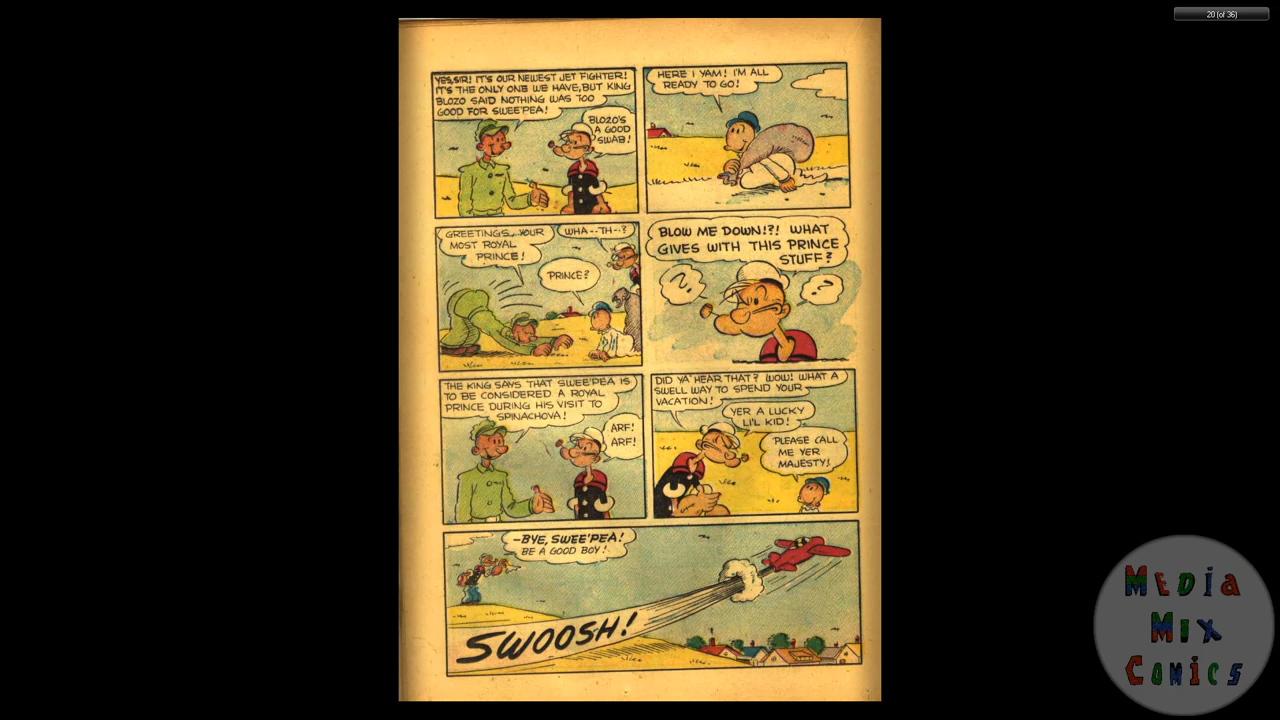 20 (of 36)
YES, SIR! IT'S OUR NEWEST JET FIGHTER!
IT'S THE ONLY ONE WE HAVE, BUT KING
BLOZO SAID NOTHING WAS TOO
GOOD FOR SWEE'PEA!
BLOZO'S
A GOOD
SWAB!
HERE I YAM! I'M ALL
READY TO GO!
GREETINGS, YOUR
MOST ROYAL
PRINCE!
WHA--TH--?
PRINCE?
BLOW ME DOWN!?! WHAT
GIVES WITH THIS PRINCE
STUFF?
?
?
THE KING SAYS THAT SWEE'PEA IS
TO BE CONSIDERED A ROYAL
PRINCE DURING HIS VISIT TO
SPINACHOVA!
ARF!
ARF!
DID YA' HEAR THAT? WOW! WHAT A
SWELL WAY TO SPEND YOUR
VACATION!
YER A LUCKY
LI'L KID!
PLEASE CALL
ME YER
MAJESTY!
-BYE, SWEE'PEA!
BE A GOOD BOY!
SWOOSH!
MEDIA
MIX
COMICS